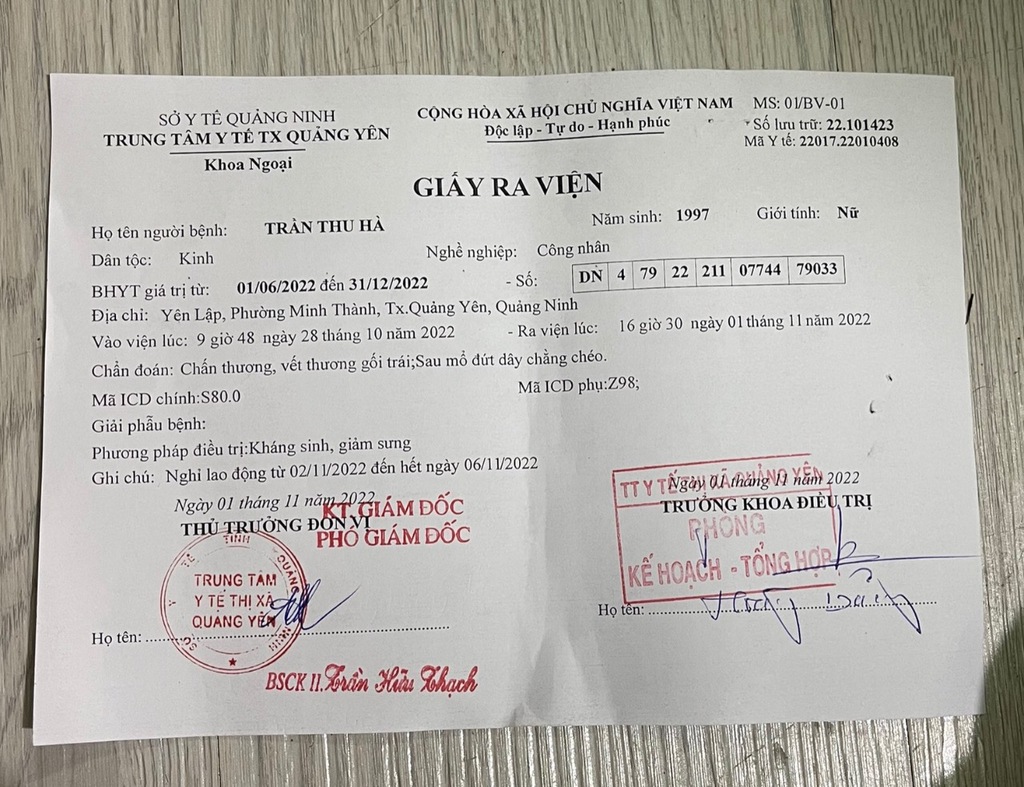 SỞ Y TẾ QUẢNG NINH
TRUNG TÂM Y TẾ TX QUẢNG YÊN
Khoa Ngoại
CỘNG HÒA XÃ HỘI CHỦ NGHĨA VIỆT NAM
Độc lập - Tự do - Hạnh phúc
MS: 01/BV-01
Số lưu trữ: 22.101423
Mã Y tế: 22017.22010408
GIẤY RA VIỆN
Họ tên người bệnh: TRẦN THU HÀ Năm sinh: 1997 Giới tính: Nữ
Dân tộc: Kinh Nghề nghiệp: Công nhân
BHYT giá trị từ: 01/06/2022 đến 31/12/2022 - Số: DN 4 79 22 211 07744 79033
Địa chỉ: Yên Lập, Phường Minh Thành, Tx.Quảng Yên, Quảng Ninh
Vào viện lúc: 9 giờ 48 ngày 28 tháng 10 năm 2022 - Ra viện lúc: 16 giờ 30 ngày 01 tháng 11 năm 2022
Chẩn đoán: Chấn thương, vết thương gối trái;Sau mổ đứt dây chằng chéo.
Mã ICD chính:S80.0 Mã ICD phụ:Z98;
Giải phẫu bệnh:
Phương pháp điều trị:Kháng sinh, giảm sưng
Ghi chú: Nghỉ lao động từ 02/11/2022 đến hết ngày 06/11/2022
Ngày 01 tháng 11 năm 2022
THỦ TRƯỞNG ĐƠN VỊ
KT.GIÁM ĐỐC
PHÓ GIÁM ĐỐC
TỈNH QUẢNG NINH
SỞ Y TẾ
TRUNG TÂM
Y TẾ THỊ XÃ
QUẢNG YÊN
Họ tên:
BSCK II. Trần Hữu Thạch
TT Y TẾ THỊ XÃ QUẢNG YÊN
Ngày 01 tháng 11 năm 2022
TRƯỞNG KHOA ĐIỀU TRỊ
PHÒNG
KẾ HOẠCH - TỔNG HỢP
Họ tên: